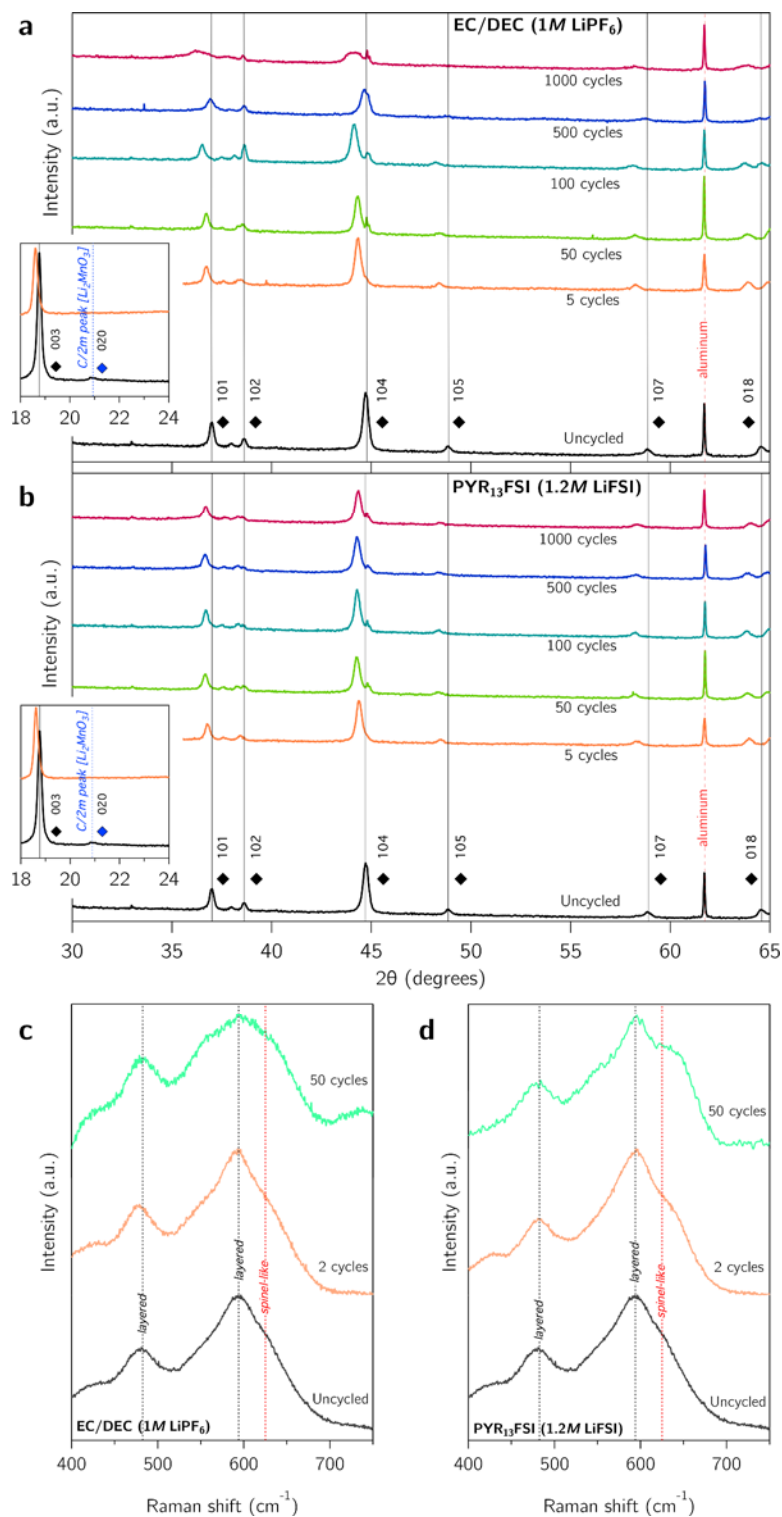 a
EC/DEC (1M LiPF₆)
Intensity (a.u.)
1000 cycles
500 cycles
100 cycles
50 cycles
5 cycles
Uncycled
C/2m peak [Li₂MnO₃]
003
020
18 20 22 24
101
102
104
105
107
aluminum
018
b
PYR₁₃FSI (1.2M LiFSI)
Intensity (a.u.)
1000 cycles
500 cycles
100 cycles
50 cycles
5 cycles
Uncycled
C/2m peak [Li₂MnO₃]
003
020
18 20 22 24
101
102
104
105
107
aluminum
018
30 35 40 45 50 55 60 65
2θ (degrees)
c
Intensity (a.u.)
50 cycles
2 cycles
layered
layered
spinel-like
Uncycled
EC/DEC (1M LiPF₆)
400 500 600 700
Raman shift (cm⁻¹)
d
Intensity (a.u.)
50 cycles
2 cycles
layered
layered
spinel-like
Uncycled
PYR₁₃FSI (1.2M LiFSI)
400 500 600 700
Raman shift (cm⁻¹)